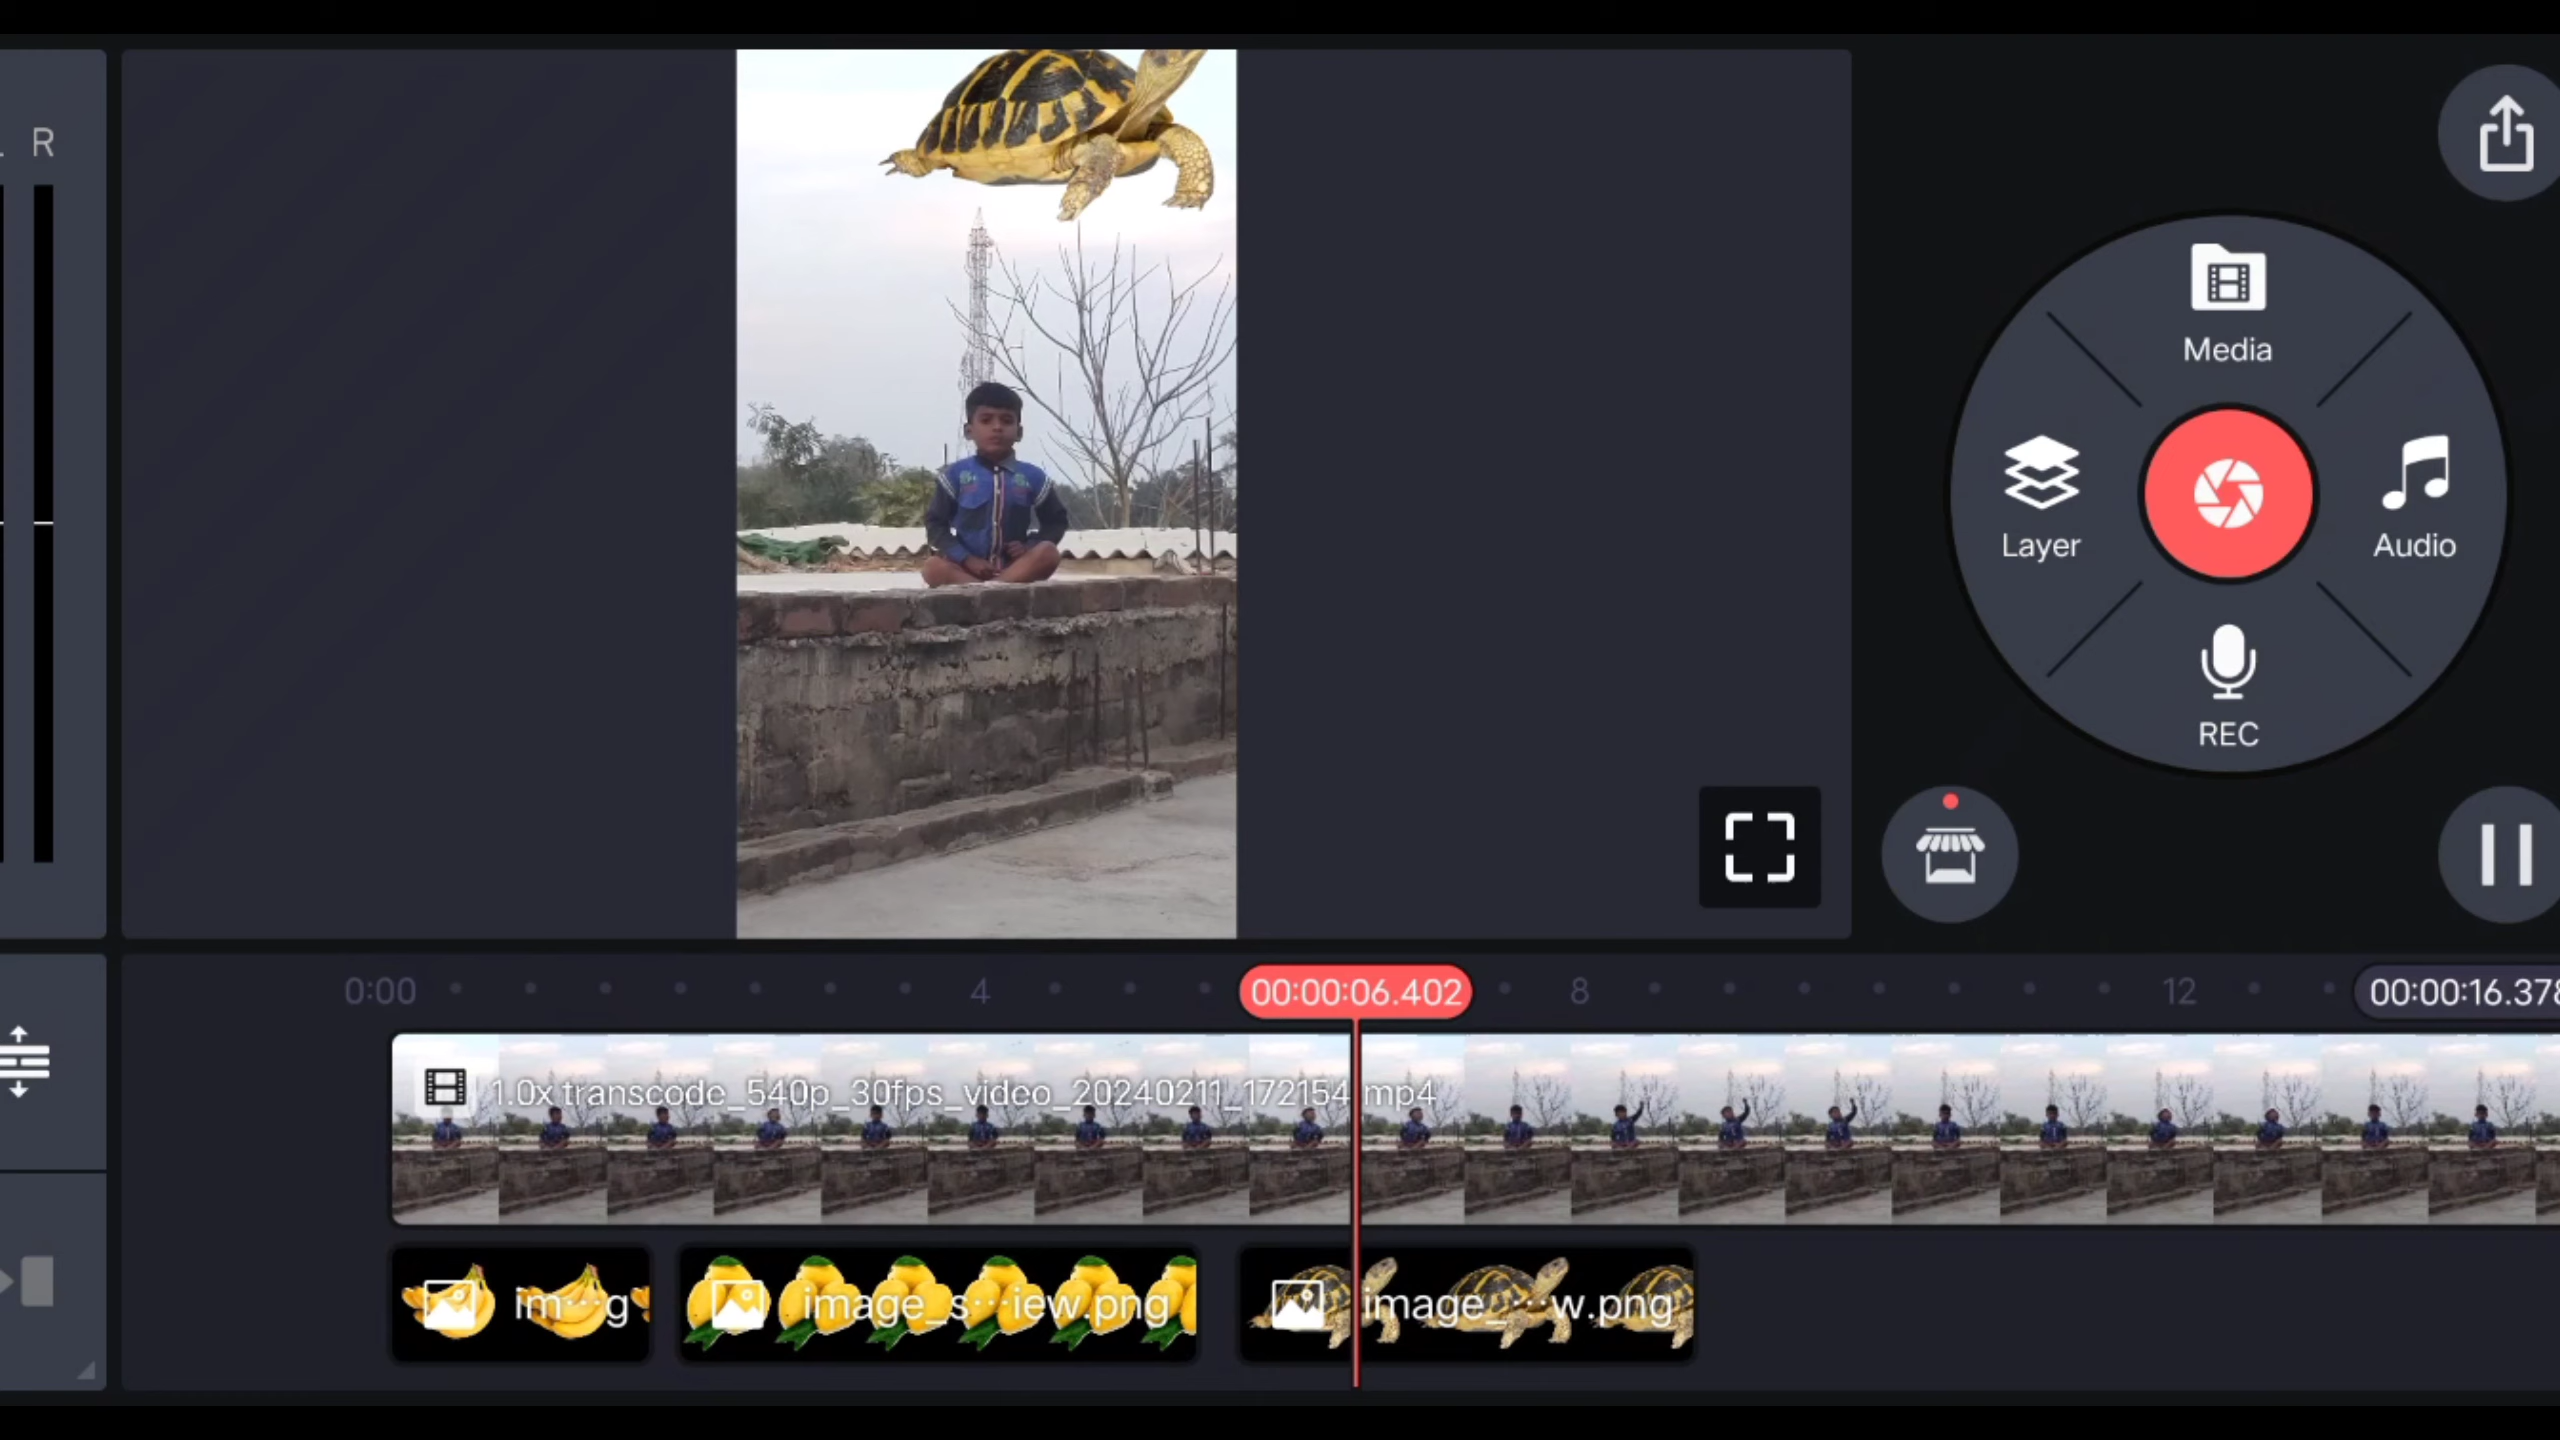 R
Media
Layer
Audio
REC
0:00
4
00:00:06.402
8
12
00:00:16.378
1.0x transcode_540p_30fps_video_20240211_172154.mp4
im...g
image_s...iew.png
image_...w.png